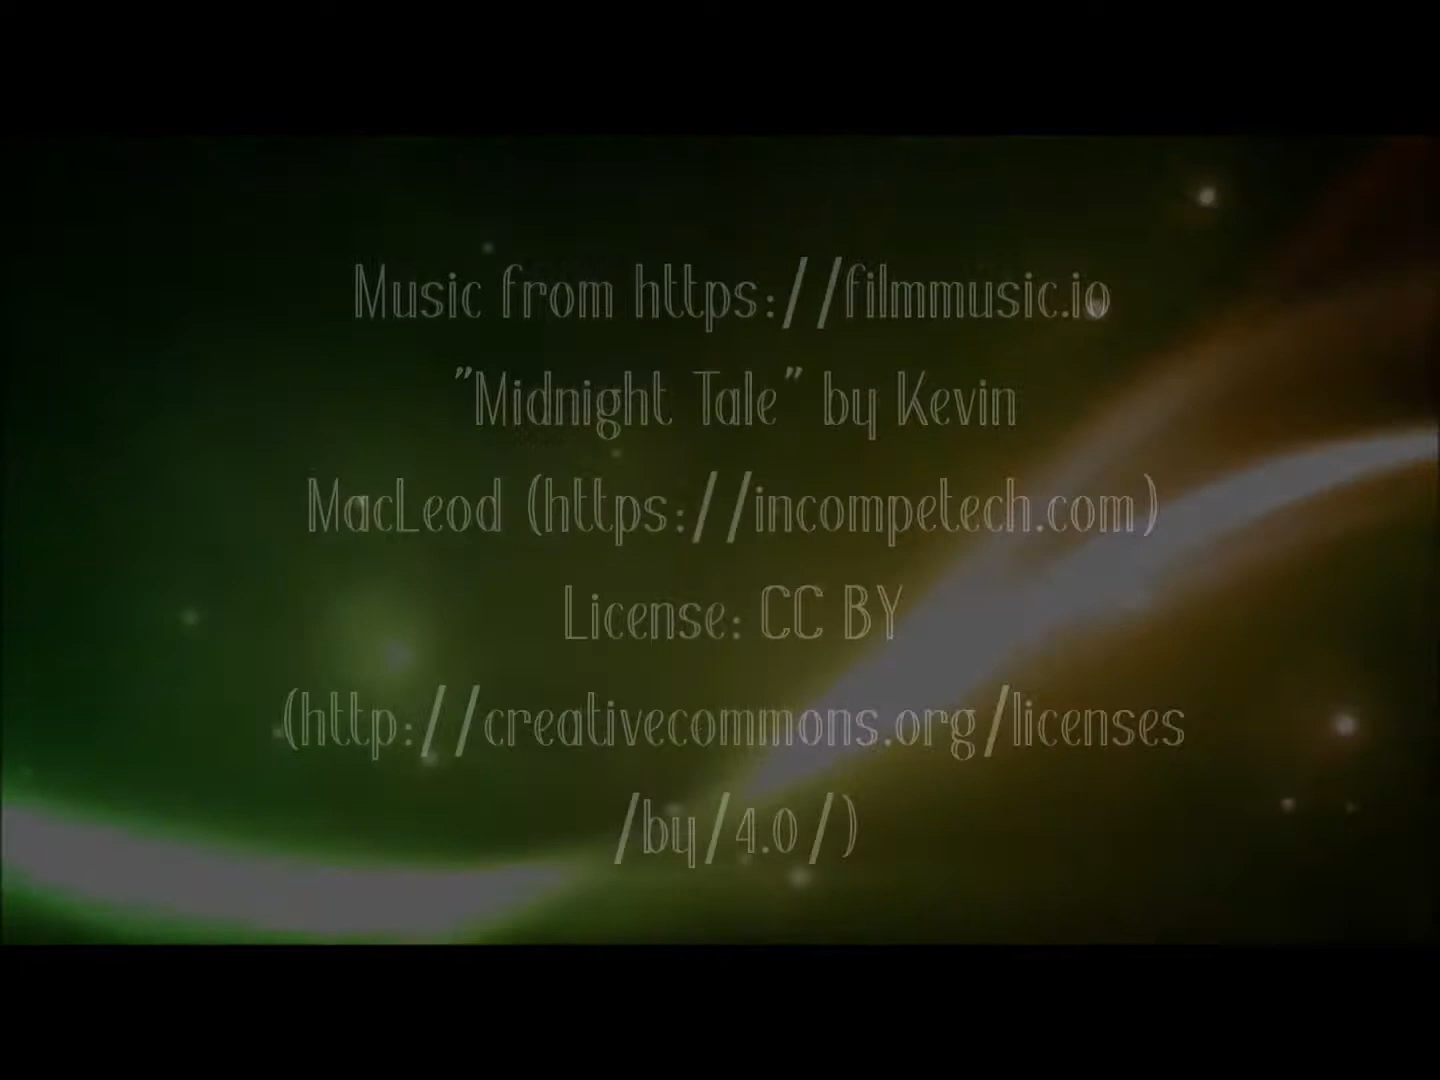 Music from https://filmmusic.io
"Midnight Tale" by Kevin
MacLeod (https://incompetech.com)
License: CC BY
(http://creativecommons.org/licenses
/by/4.0/)